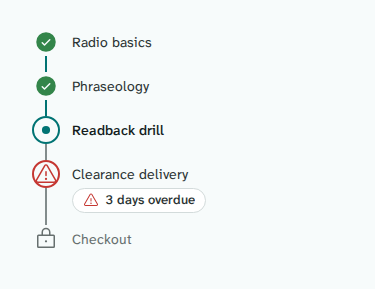 Radio basics
Phraseology
Readback drill
Clearance delivery
3 days overdue
Checkout